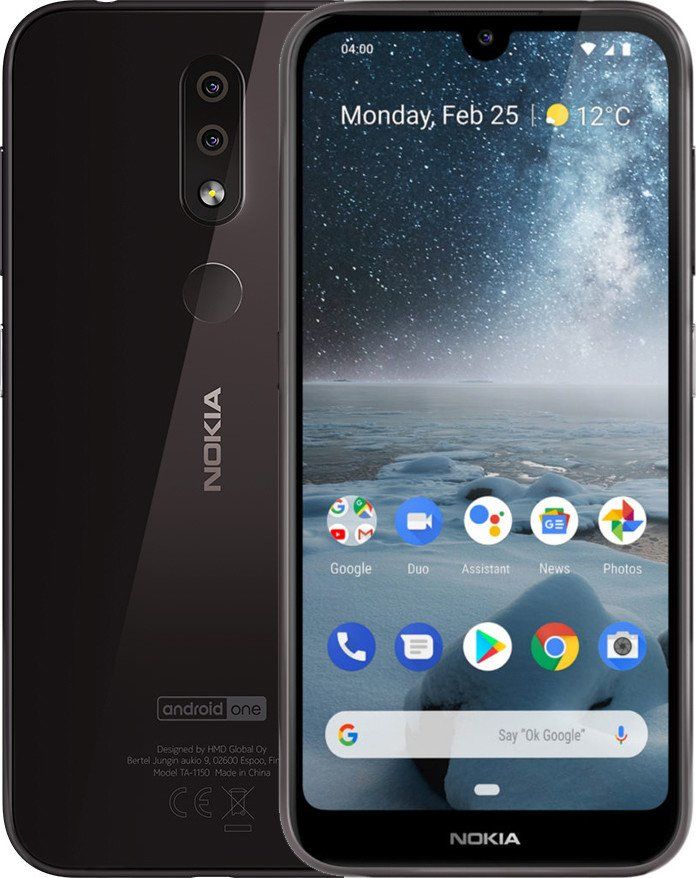 NOKIA
android one
Designed by HMD Global Oy
Bertel Jungin aukio 9, 02600 Espoo, Fin
Model TA-1150 Made in China
04:00
Monday, Feb 25 | 12°C
Google Duo Assistant News Photos
Say "Ok Google"
NOKIA